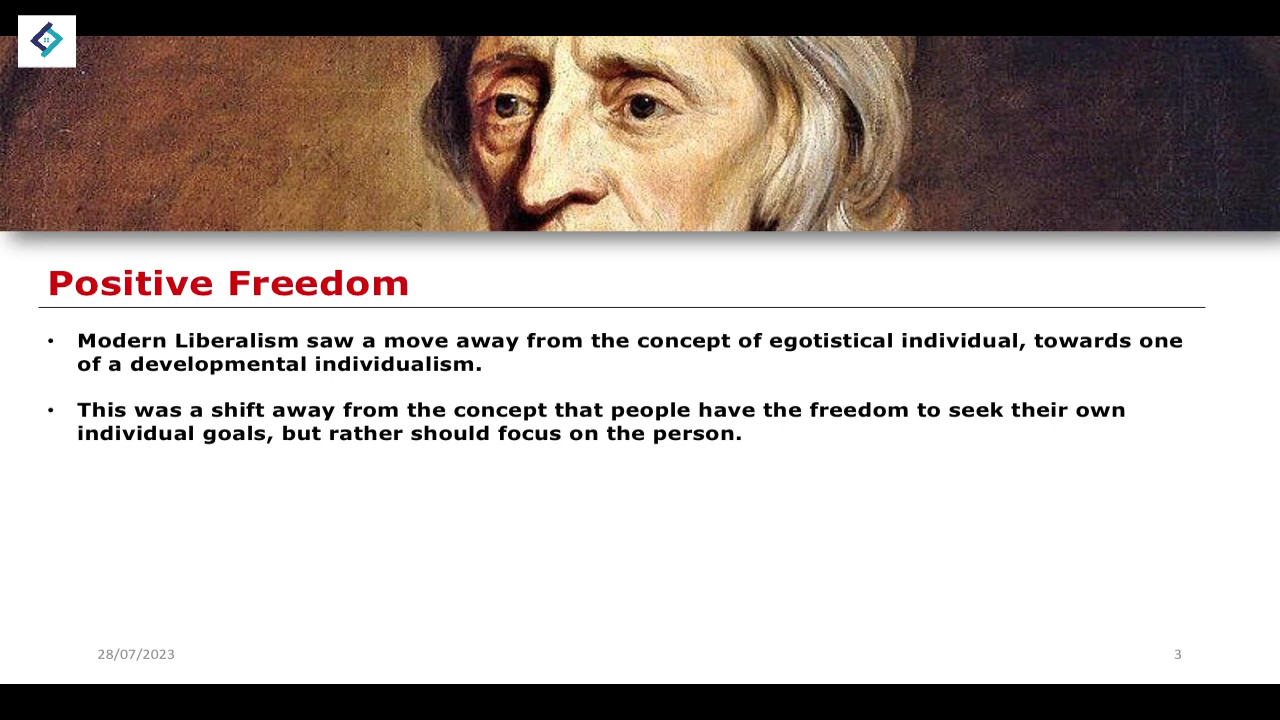 Positive Freedom
• Modern Liberalism saw a move away from the concept of egotistical individual, towards one
of a developmental individualism.
• This was a shift away from the concept that people have the freedom to seek their own
individual goals, but rather should focus on the person.
28/07/2023
3